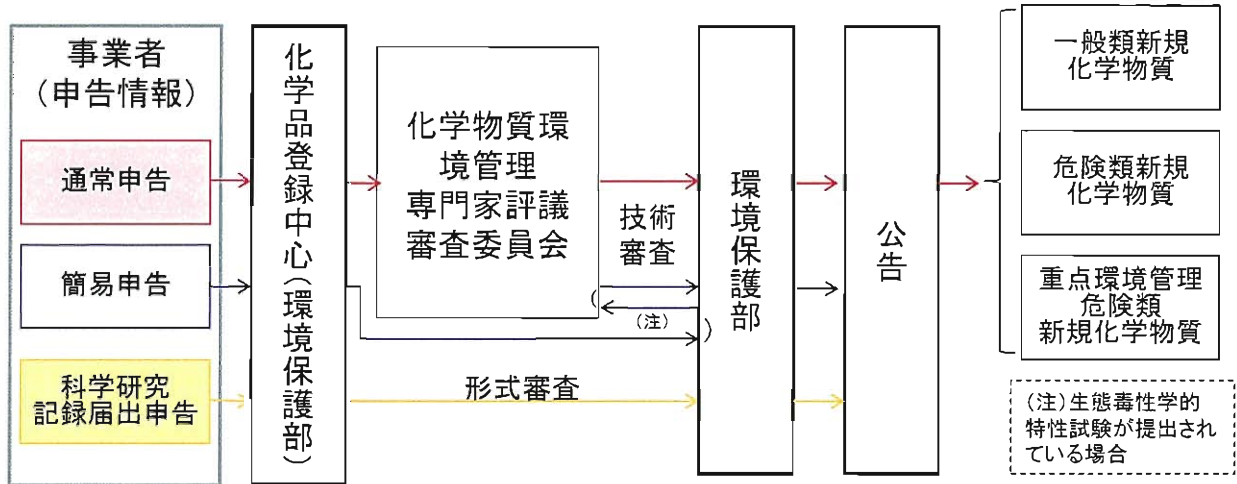 事業者
（申告情報）
通常申告
簡易申告
科学研究
記録届出申告
化学品登録中心（環境保護部）
化学物質環
境管理
専門家評議
審査委員会
技術
審査
（
（注）
）
形式審査
環境保護部
公告
一般類新規
化学物質
危険類新規
化学物質
重点環境管理
危険類
新規化学物質
（注）生態毒性学的
特性試験が提出され
ている場合